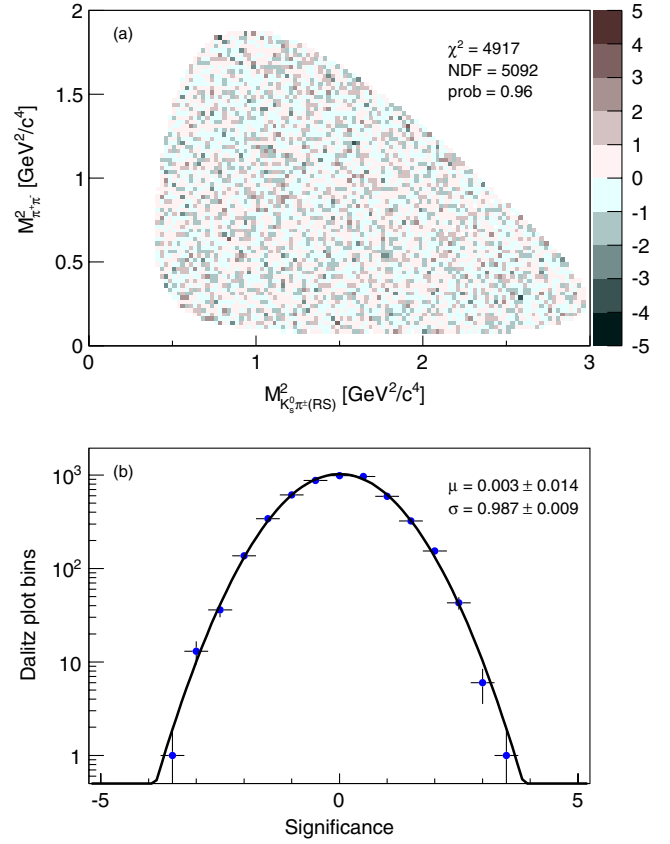 (a)
χ² = 4917
NDF = 5092
prob = 0.96
2
1.5
1
0.5
0
M²π⁺π⁻ [GeV²/c⁴]
0 1 2 3
M²K⁰sπ±(RS) [GeV²/c⁴]
5
4
3
2
1
0
-1
-2
-3
-4
-5
(b)
μ = 0.003 ± 0.014
σ = 0.987 ± 0.009
10³
10²
10
1
Dalitz plot bins
-5 0 5
Significance